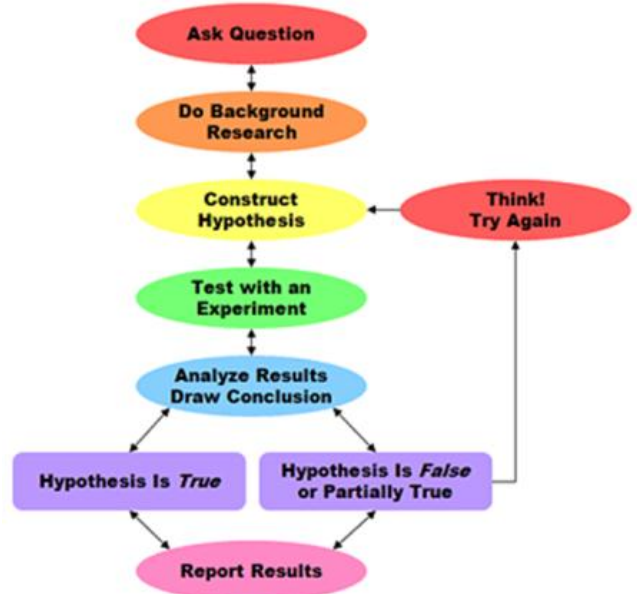 Ask Question
Do Background
Research
Construct
Hypothesis
Think!
Try Again
Test with an
Experiment
Analyze Results
Draw Conclusion
Hypothesis Is True
Hypothesis Is False
or Partially True
Report Results